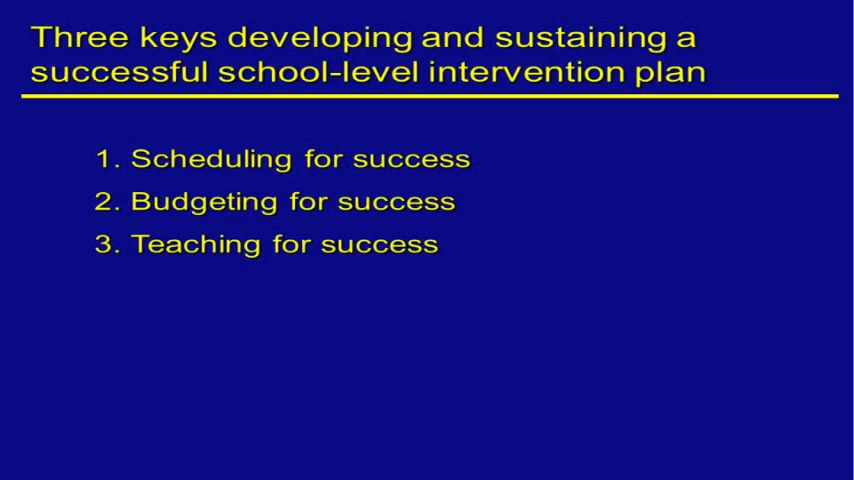 Three keys developing and sustaining a
successful school-level intervention plan
1. Scheduling for success
2. Budgeting for success
3. Teaching for success